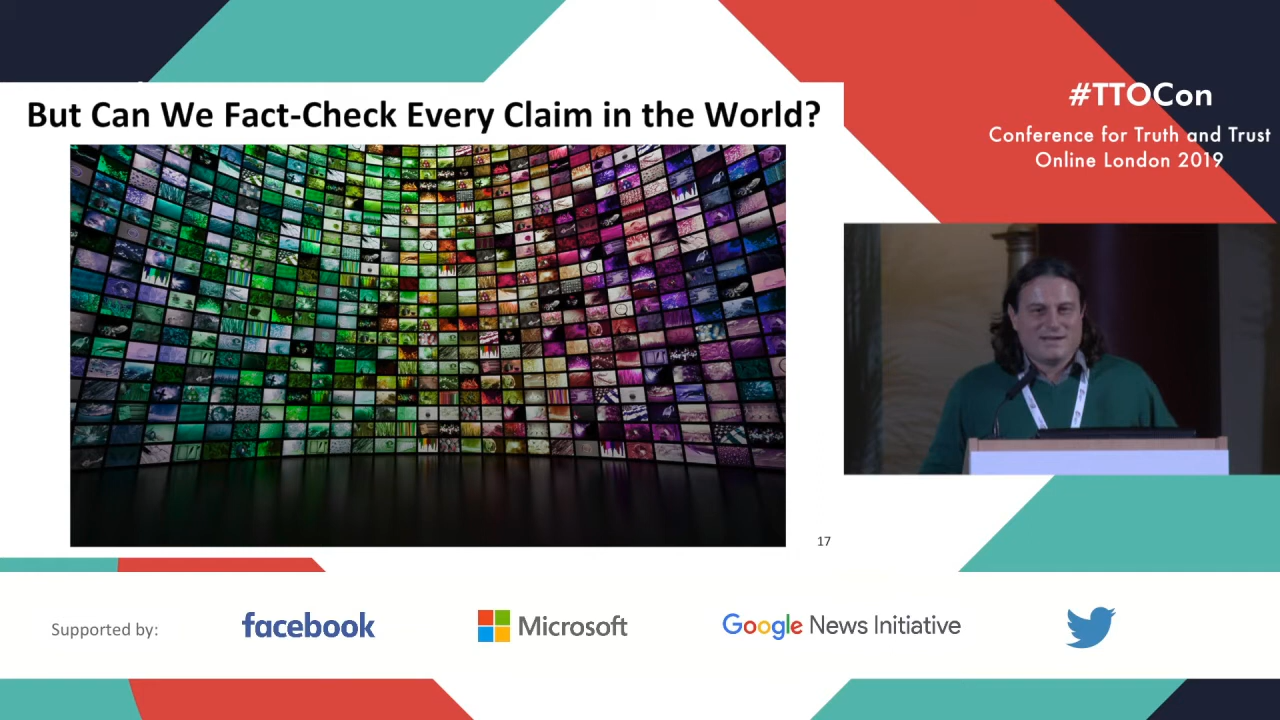 But Can We Fact-Check Every Claim in the World?
#TTOCon
Conference for Truth and Trust
Online London 2019
17
Supported by:
facebook
Microsoft
Google News Initiative